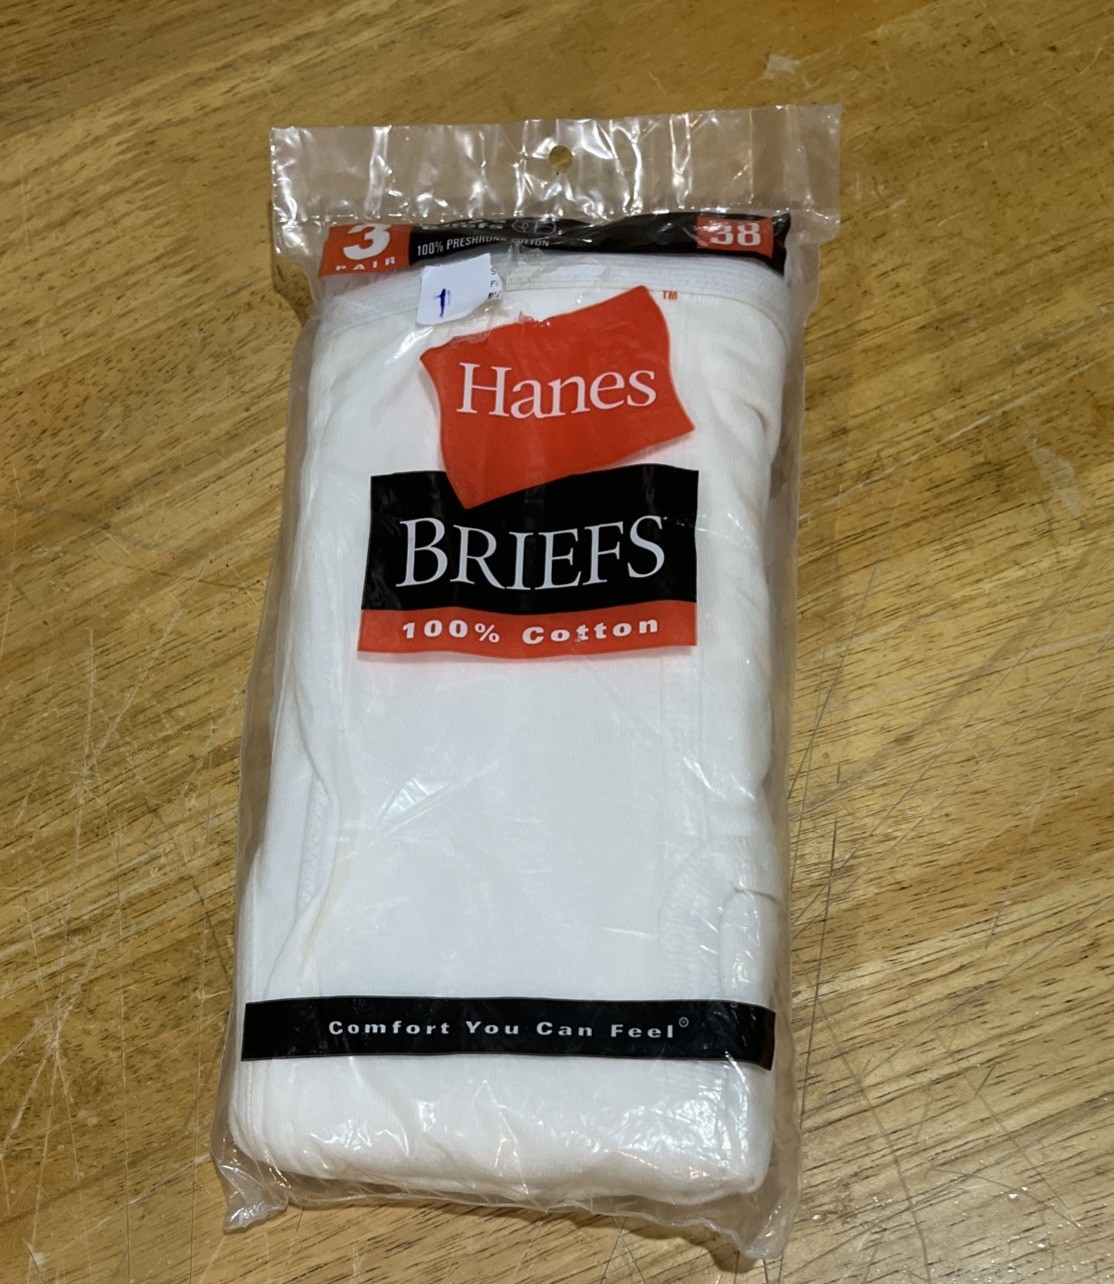 3
PAIR
100% PRESHRUNK COTTON
38
1
Hanes
TM
BRIEFS
100% Cotton
Comfort You Can Feel®